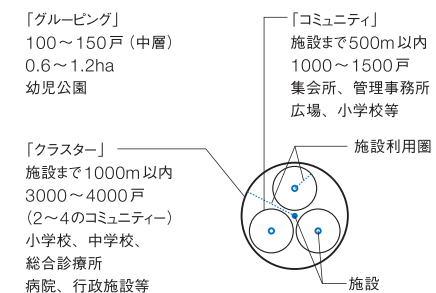 「グルーピング」
100〜150戸（中層）
0.6〜1.2ha
幼児公園
「コミュニティ」
施設まで500m以内
1000〜1500戸
集会所、管理事務所
広場、小学校等
「クラスター」
施設まで1000m以内
3000〜4000戸
（2〜4のコミュニティー）
小学校、中学校、
総合診療所
病院、行政施設等
施設利用圏
施設